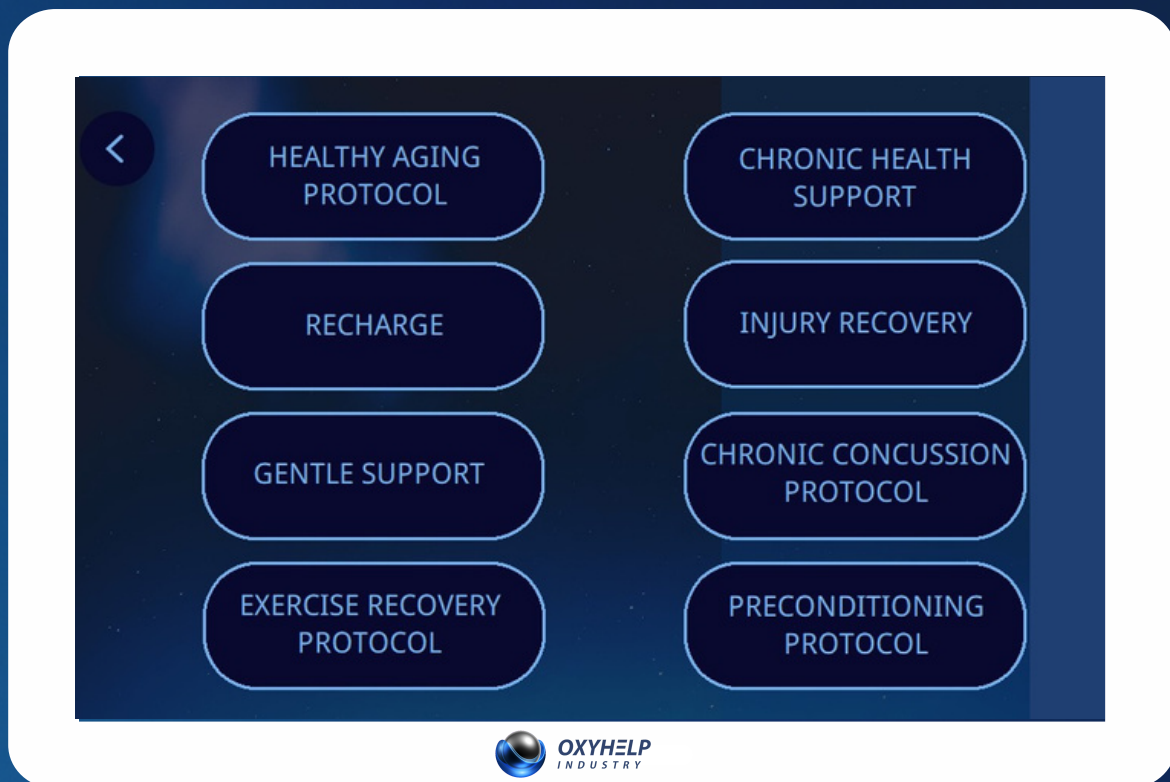 HEALTHY AGING
PROTOCOL
CHRONIC HEALTH
SUPPORT
RECHARGE
INJURY RECOVERY
GENTLE SUPPORT
CHRONIC CONCUSSION
PROTOCOL
EXERCISE RECOVERY
PROTOCOL
PRECONDITIONING
PROTOCOL
OXYHELP
INDUSTRY